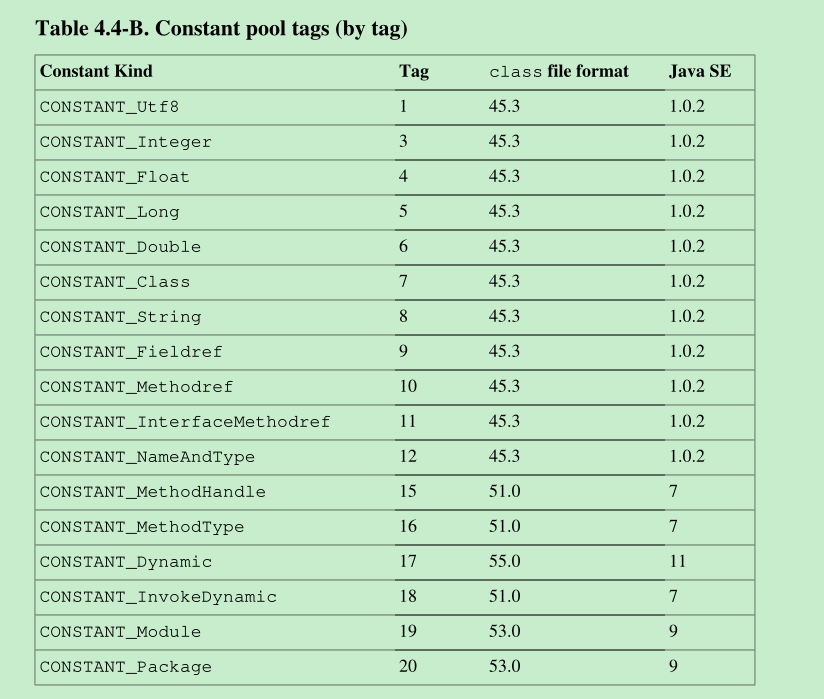 Table 4.4-B. Constant pool tags (by tag)
Constant Kind Tag class file format Java SE
CONSTANT_Utf8 1 45.3 1.0.2
CONSTANT_Integer 3 45.3 1.0.2
CONSTANT_Float 4 45.3 1.0.2
CONSTANT_Long 5 45.3 1.0.2
CONSTANT_Double 6 45.3 1.0.2
CONSTANT_Class 7 45.3 1.0.2
CONSTANT_String 8 45.3 1.0.2
CONSTANT_Fieldref 9 45.3 1.0.2
CONSTANT_Methodref 10 45.3 1.0.2
CONSTANT_InterfaceMethodref 11 45.3 1.0.2
CONSTANT_NameAndType 12 45.3 1.0.2
CONSTANT_MethodHandle 15 51.0 7
CONSTANT_MethodType 16 51.0 7
CONSTANT_Dynamic 17 55.0 11
CONSTANT_InvokeDynamic 18 51.0 7
CONSTANT_Module 19 53.0 9
CONSTANT_Package 20 53.0 9